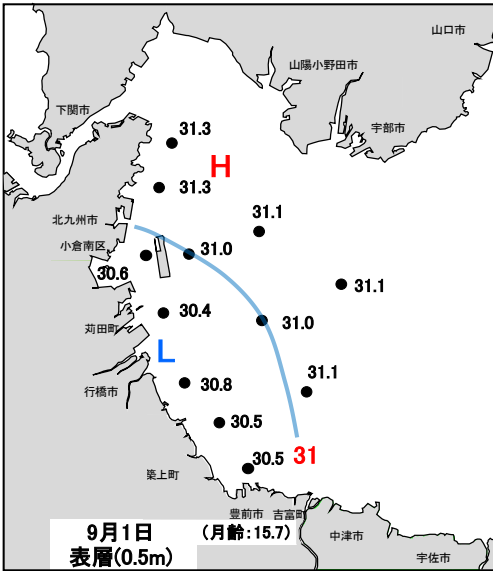 山口市
山陽小野田市
下関市
宇部市
31.3
H
31.3
北九州市
31.1
小倉南区
31.0
30.6
31.1
30.4
31.0
苅田町
L
31.1
行橋市
30.8
30.5
31
30.5
築上町
豊前市 吉富町
9月1日 (月齢:15.7)
中津市
表層(0.5m)
宇佐市